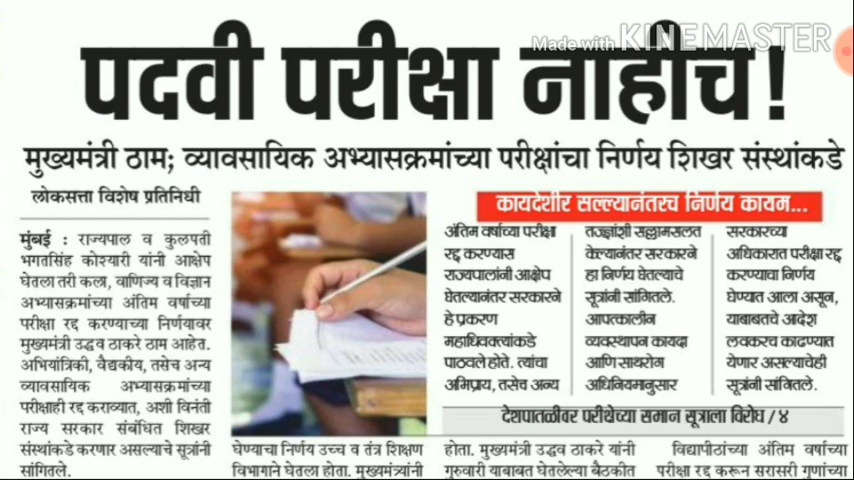 Made with KINEMASTER
पदवी परीक्षा नाहीच!
मुख्यमंत्री ठाम; व्यावसायिक अभ्यासक्रमांच्या परीक्षांचा निर्णय शिखर संस्थांकडे
लोकसत्ता विशेष प्रतिनिधी
मुंबई : राज्यपाल व कुलपती
भगतसिंह कोश्यारी यांनी आक्षेप
घेतला तरी कला, वाणिज्य व विज्ञान
अभ्यासक्रमांच्या अंतिम वर्षाच्या
परीक्षा रद्द करण्याच्या निर्णयावर
मुख्यमंत्री उद्धव ठाकरे ठाम आहेत.
अभियांत्रिकी, वैद्यकीय, तसेच अन्य
व्यावसायिक अभ्यासक्रमांच्या
परीक्षाही रद्द कराव्यात, अशी विनंती
राज्य सरकार संबंधित शिखर
संस्थांकडे करणार असल्याचे सूत्रांनी
सांगितले.
कायदेशीर सल्ल्यानंतरच निर्णय कायम...
अंतिम वर्षाच्या परीक्षा
रद्द करण्यास
राज्यपालांनी आक्षेप
घेतल्यानंतर सरकारने
हे प्रकरण
महाधिवक्त्यांकडे
पाठवले होते. त्यांचा
अभिप्राय, तसेच अन्य
तज्ज्ञांशी सल्लामसलत
केल्यानंतर सरकारने
हा निर्णय घेतल्याचे
सूत्रांनी सांगितले.
आपत्कालीन
व्यवस्थापन कायदा
आणि साथरोग
अधिनियमानुसार
सरकारच्या
अधिकारात परीक्षा रद्द
करण्याचा निर्णय
घेण्यात आला असून,
याबाबतचे आदेश
लवकरच काढण्यात
येणार असल्याचेही
सूत्रांनी सांगितले.
देशपातळीवर परीक्षेच्या समान सूत्राला विरोध / ४
घेण्याचा निर्णय उच्च व तंत्र शिक्षण
विभागाने घेतला होता. मुख्यमंत्र्यांनी
होता. मुख्यमंत्री उद्धव ठाकरे यांनी
गुरुवारी याबाबत घेतलेल्या बैठकीत
विद्यापीठांच्या अंतिम वर्षाच्या
परीक्षा रद्द करून सरासरी गुणांच्या